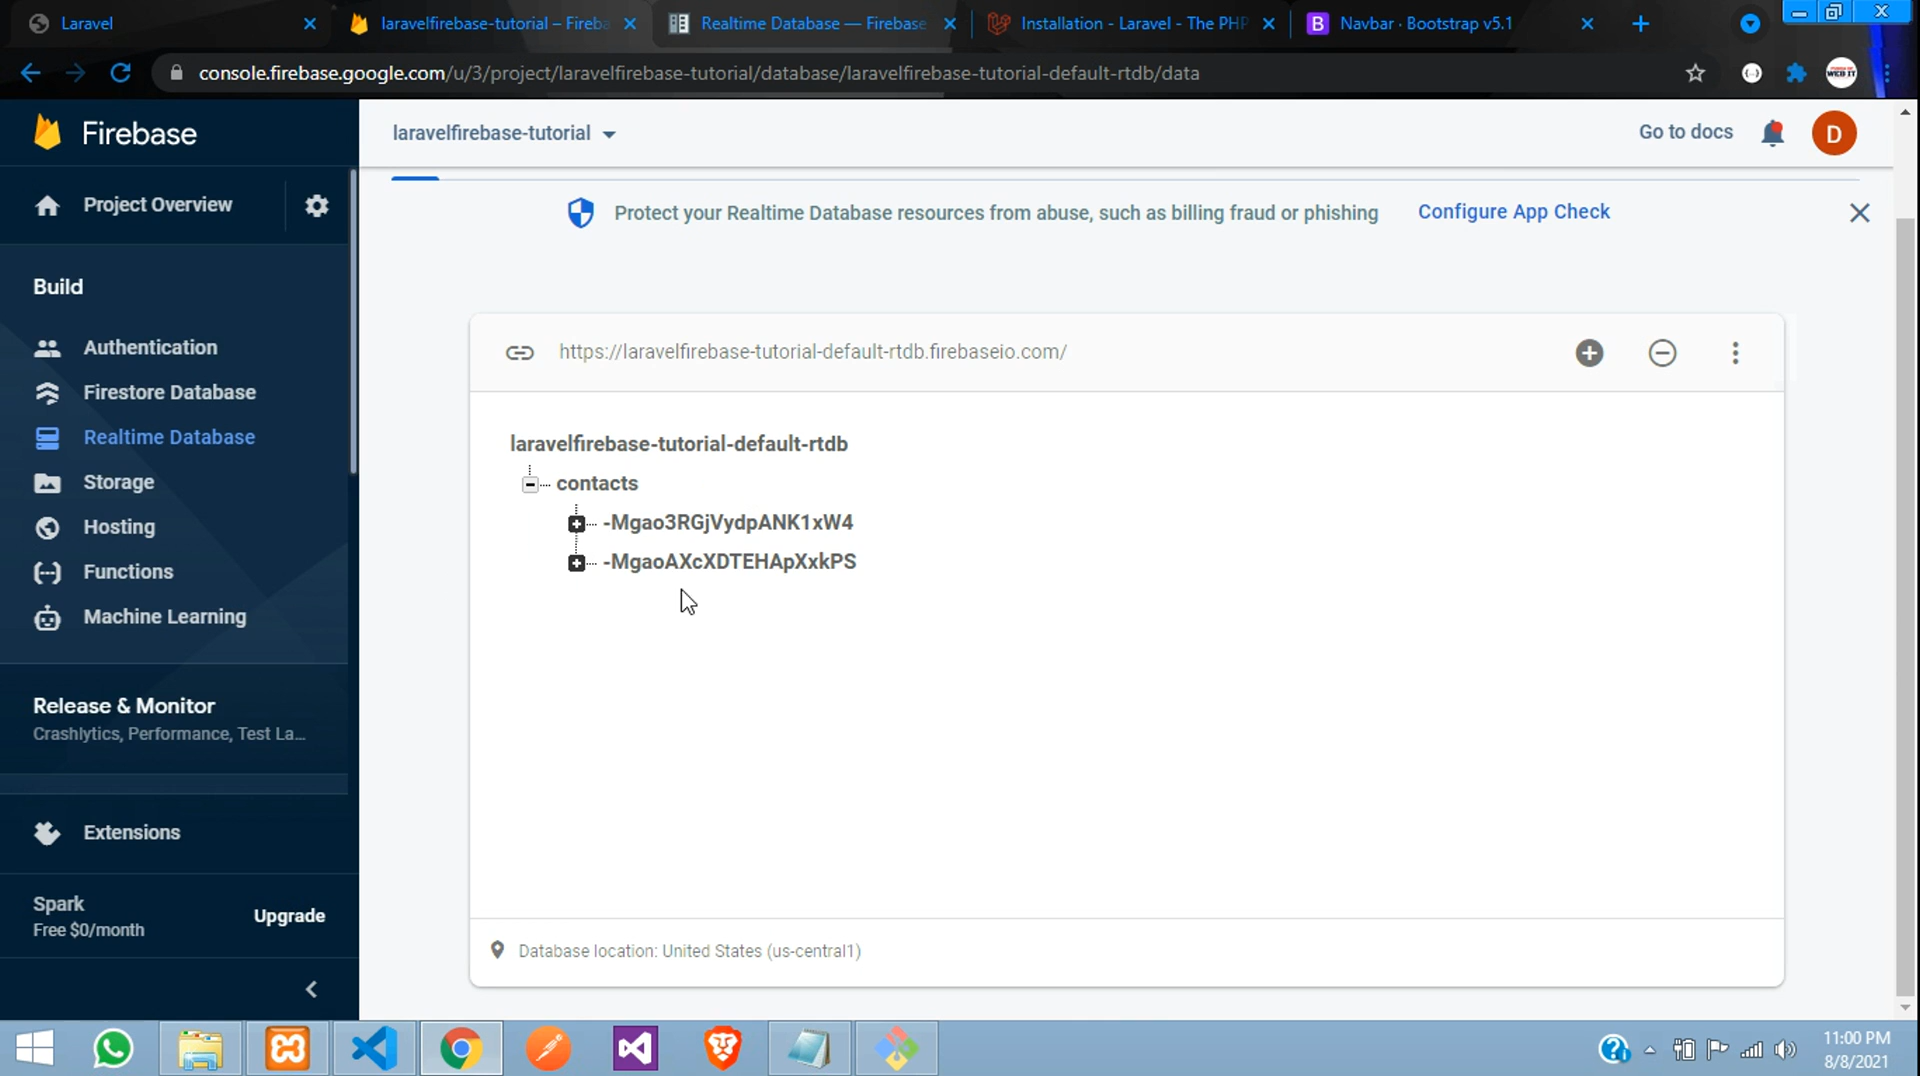 Laravel
laravelfirebase-tutorial – Fireba
Realtime Database — Firebase
Installation - Laravel - The PHP
B
Navbar · Bootstrap v5.1
console.firebase.google.com/u/3/project/laravelfirebase-tutorial/database/laravelfirebase-tutorial-default-rtdb/data
WEB IT
Firebase
laravelfirebase-tutorial
Go to docs
D
Project Overview
Protect your Realtime Database resources from abuse, such as billing fraud or phishing
Configure App Check
Build
Authentication
Firestore Database
Realtime Database
Storage
Hosting
Functions
Machine Learning
https://laravelfirebase-tutorial-default-rtdb.firebaseio.com/
laravelfirebase-tutorial-default-rtdb
contacts
-Mgao3RGjVydpANK1xW4
-MgaoAXcXDTEHApXxkPS
Release & Monitor
Crashlytics, Performance, Test La...
Extensions
Spark
Free $0/month
Upgrade
Database location: United States (us-central1)
11:00 PM
8/8/2021